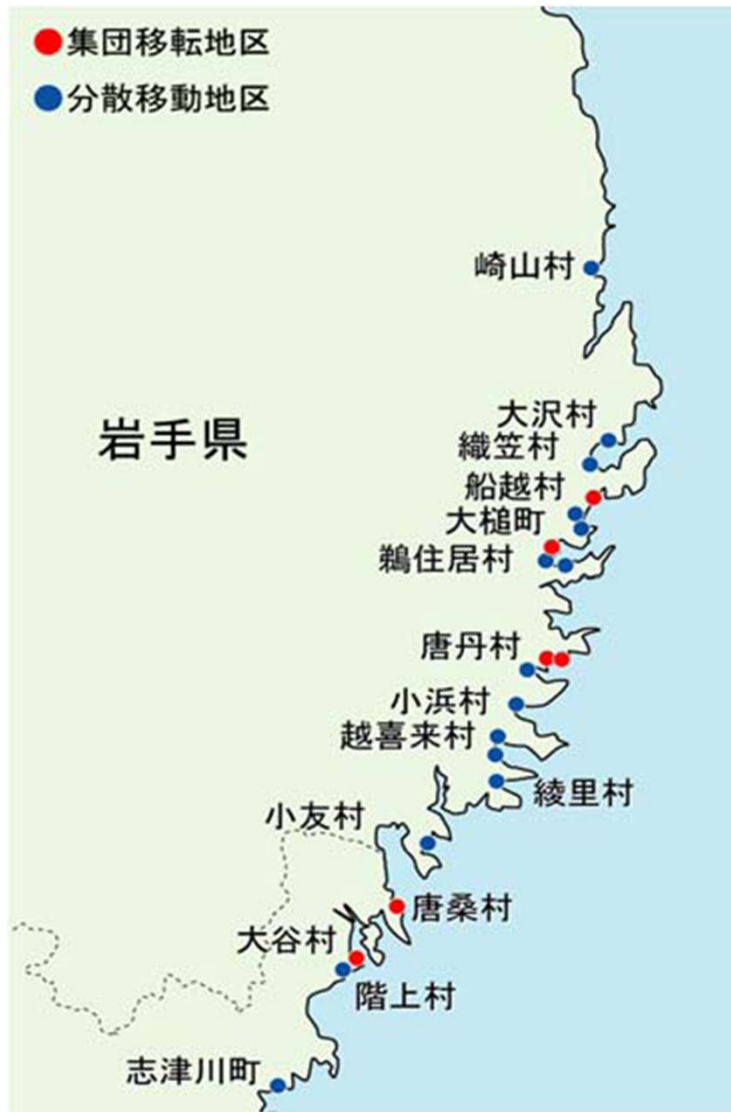 集団移転地区
分散移動地区
崎山村
岩手県
大沢村
織笠村
船越村
大槌町
鵜住居村
唐丹村
小浜村
越喜来村
綾里村
小友村
唐桑村
大谷村
階上村
志津川町